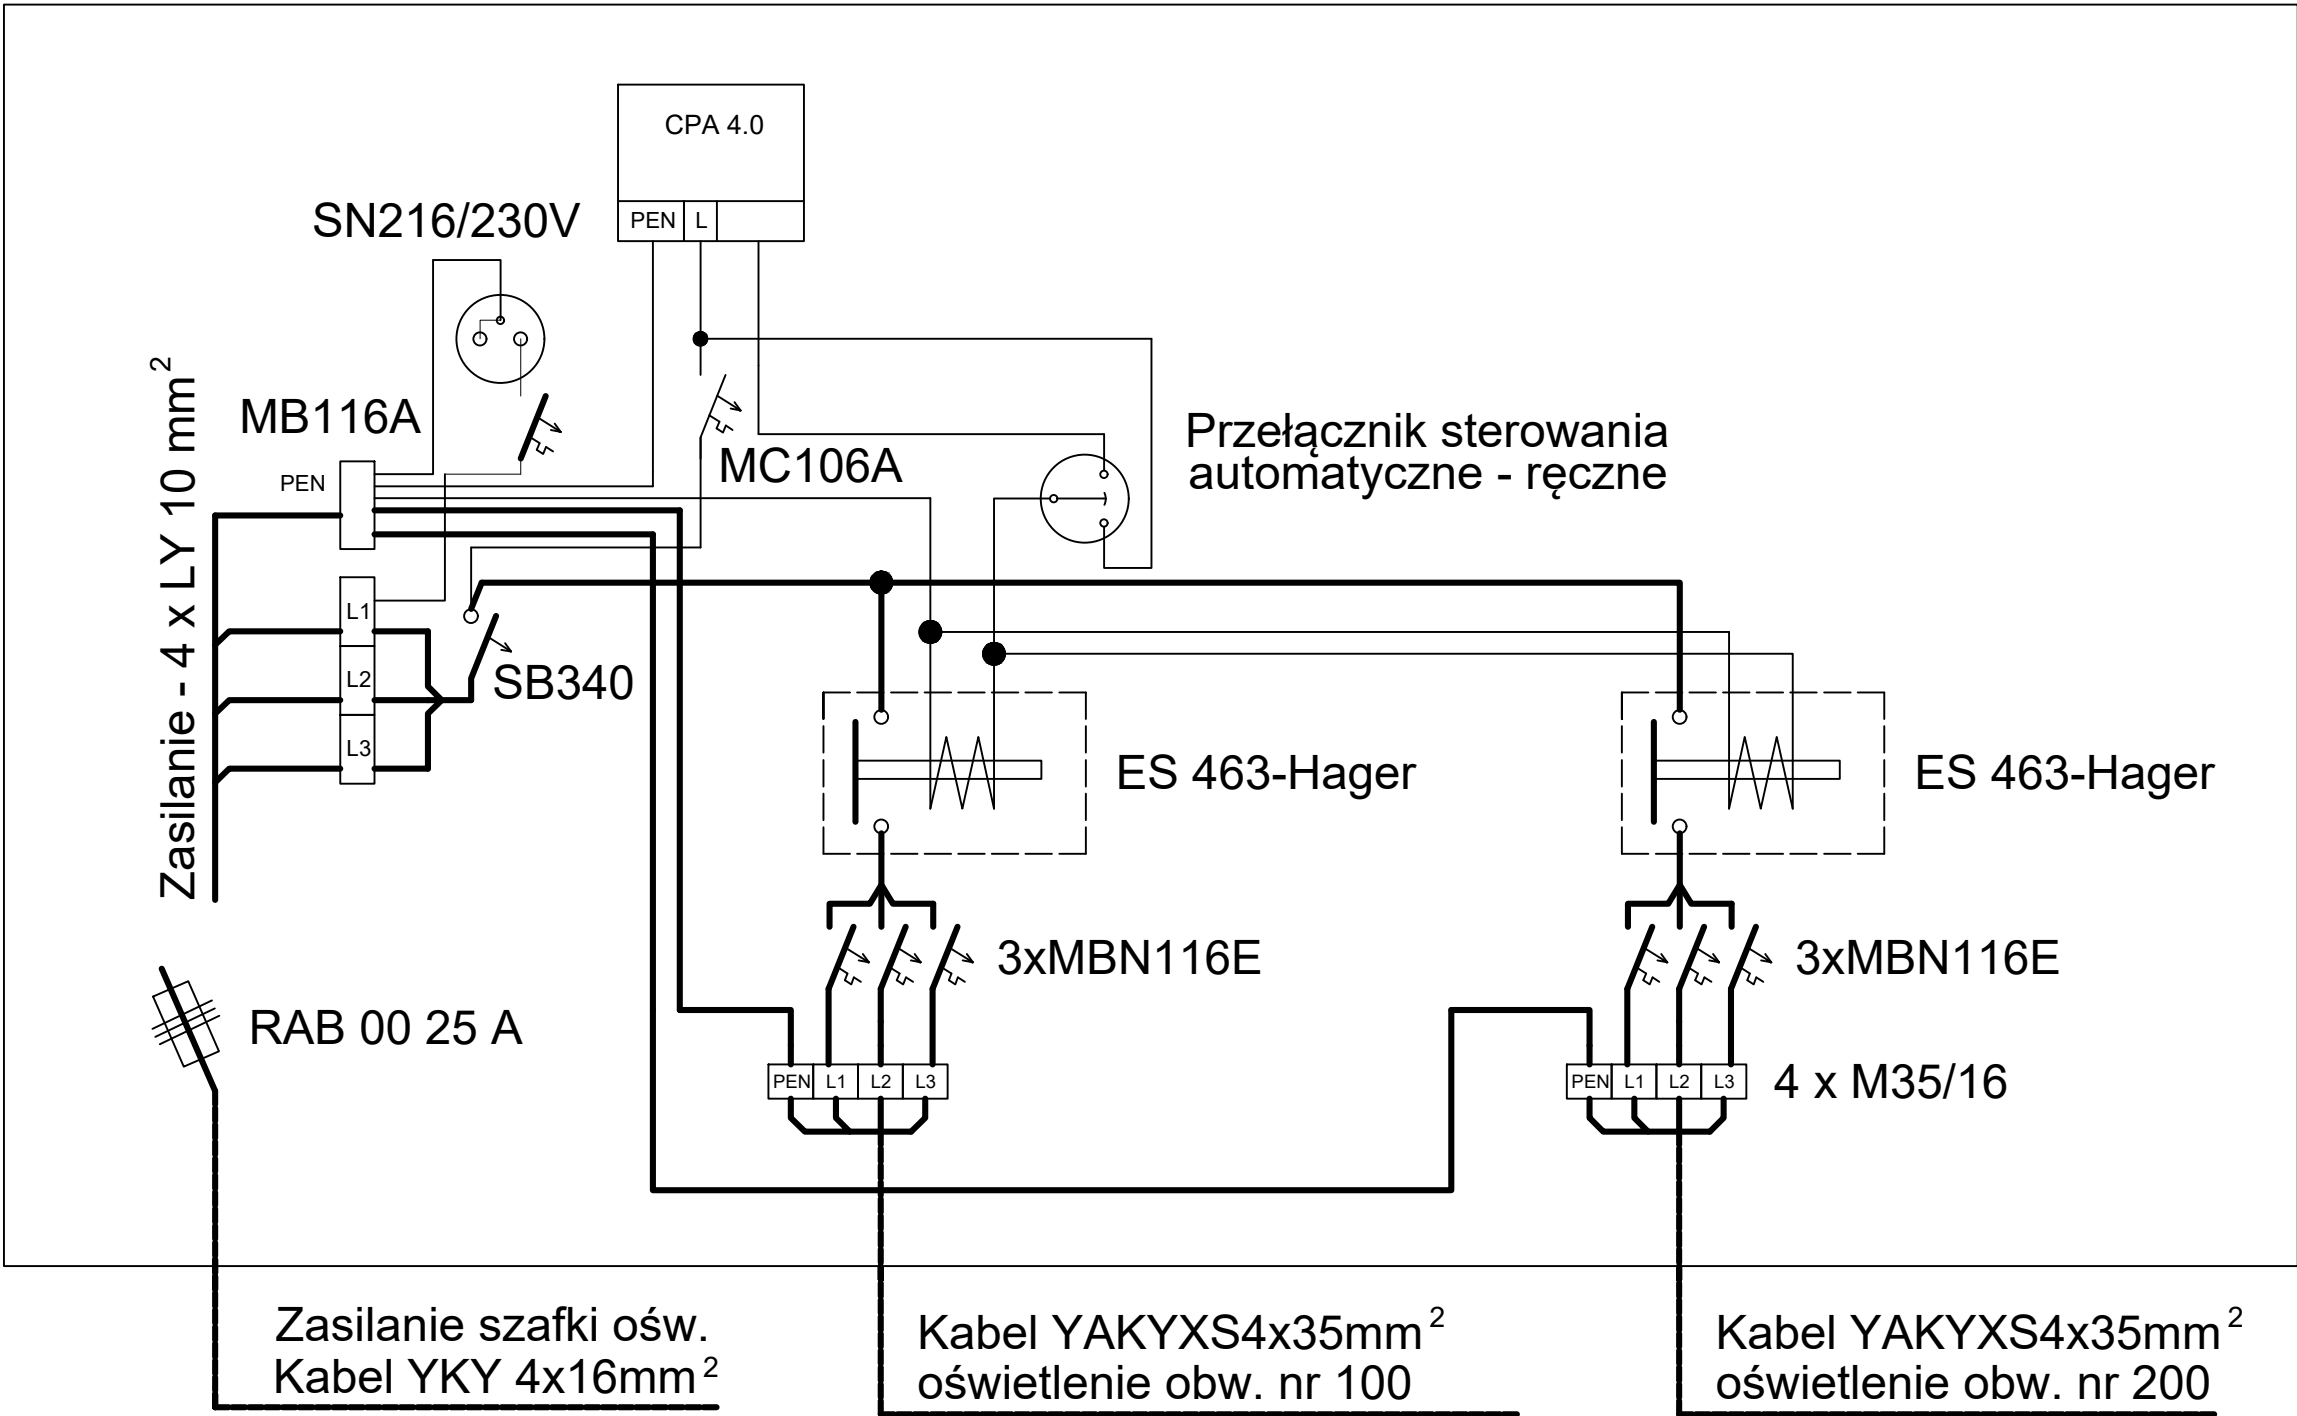 CPA 4.0
PEN L
SN216/230V
MB116A
MC106A
Przełącznik sterowania
automatyczne - ręczne
PEN
Zasilanie - 4 x LY 10 mm²
L1
L2
L3
SB340
ES 463-Hager
ES 463-Hager
3xMBN116E
3xMBN116E
RAB 00 25 A
PEN L1 L2 L3
PEN L1 L2 L3
4 x M35/16
Zasilanie szafki ośw.
Kabel YKY 4x16mm²
Kabel YAKYXS4x35mm²
oświetlenie obw. nr 100
Kabel YAKYXS4x35mm²
oświetlenie obw. nr 200